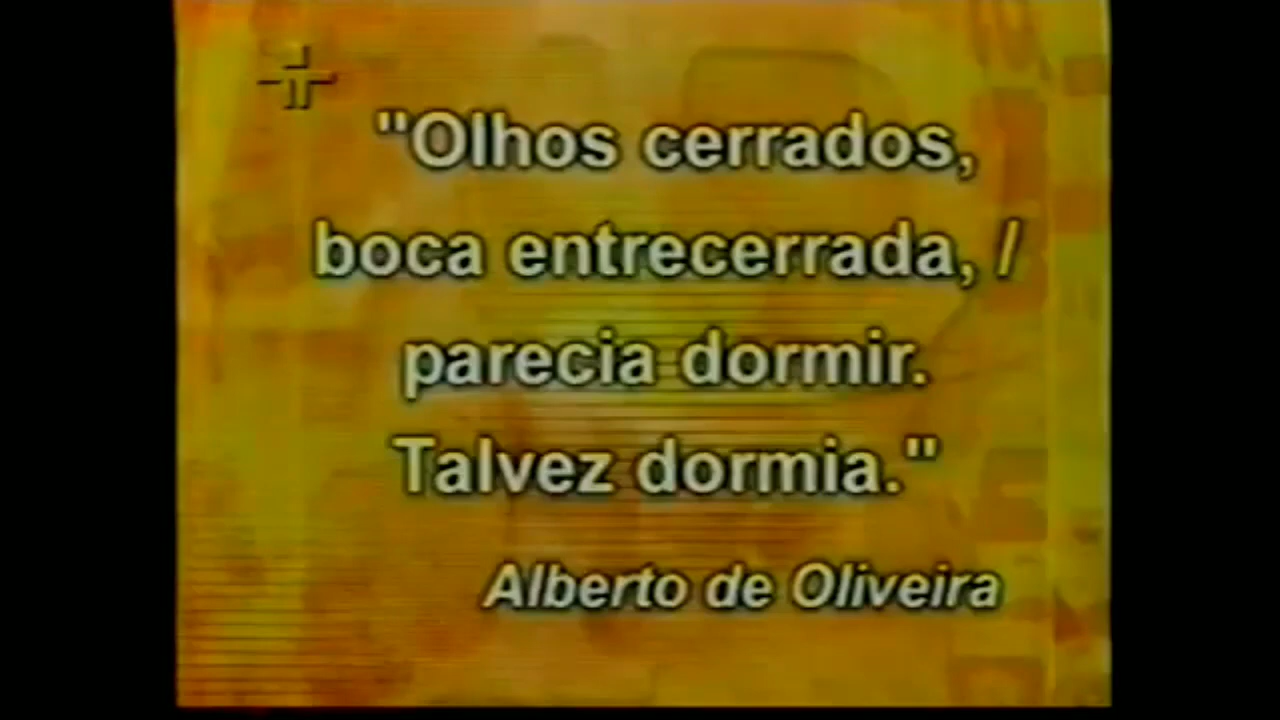 "Olhos cerrados,
boca entrecerrada, /
parecia dormir.
Talvez dormia."
Alberto de Oliveira